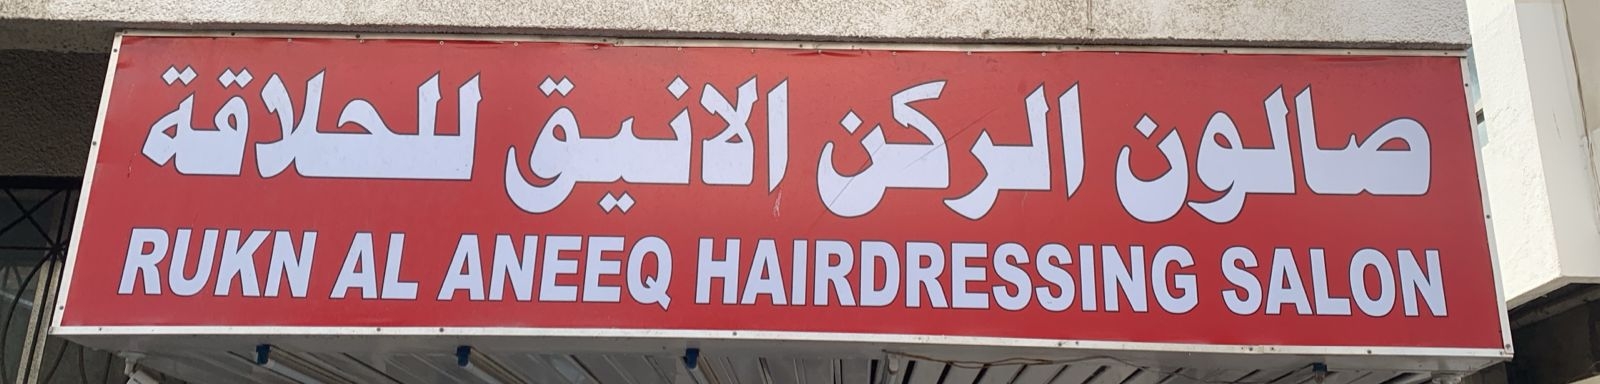 صالون الركن الانيق للحلاقة
RUKN AL ANEEQ HAIRDRESSING SALON